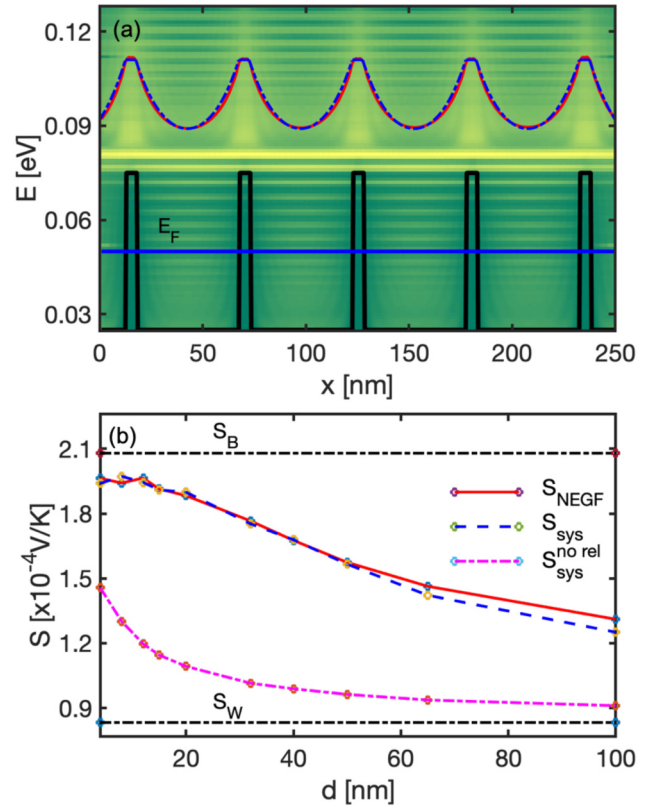 (a)
0.12
0.09
0.06
0.03
E [eV]
E_F
0 50 100 150 200 250
x [nm]
(b)
S_B
2.1
1.8
1.5
1.2
0.9
S [x10^-4V/K]
S_NEGF
S_sys
S_sys^no rel
S_W
20 40 60 80 100
d [nm]